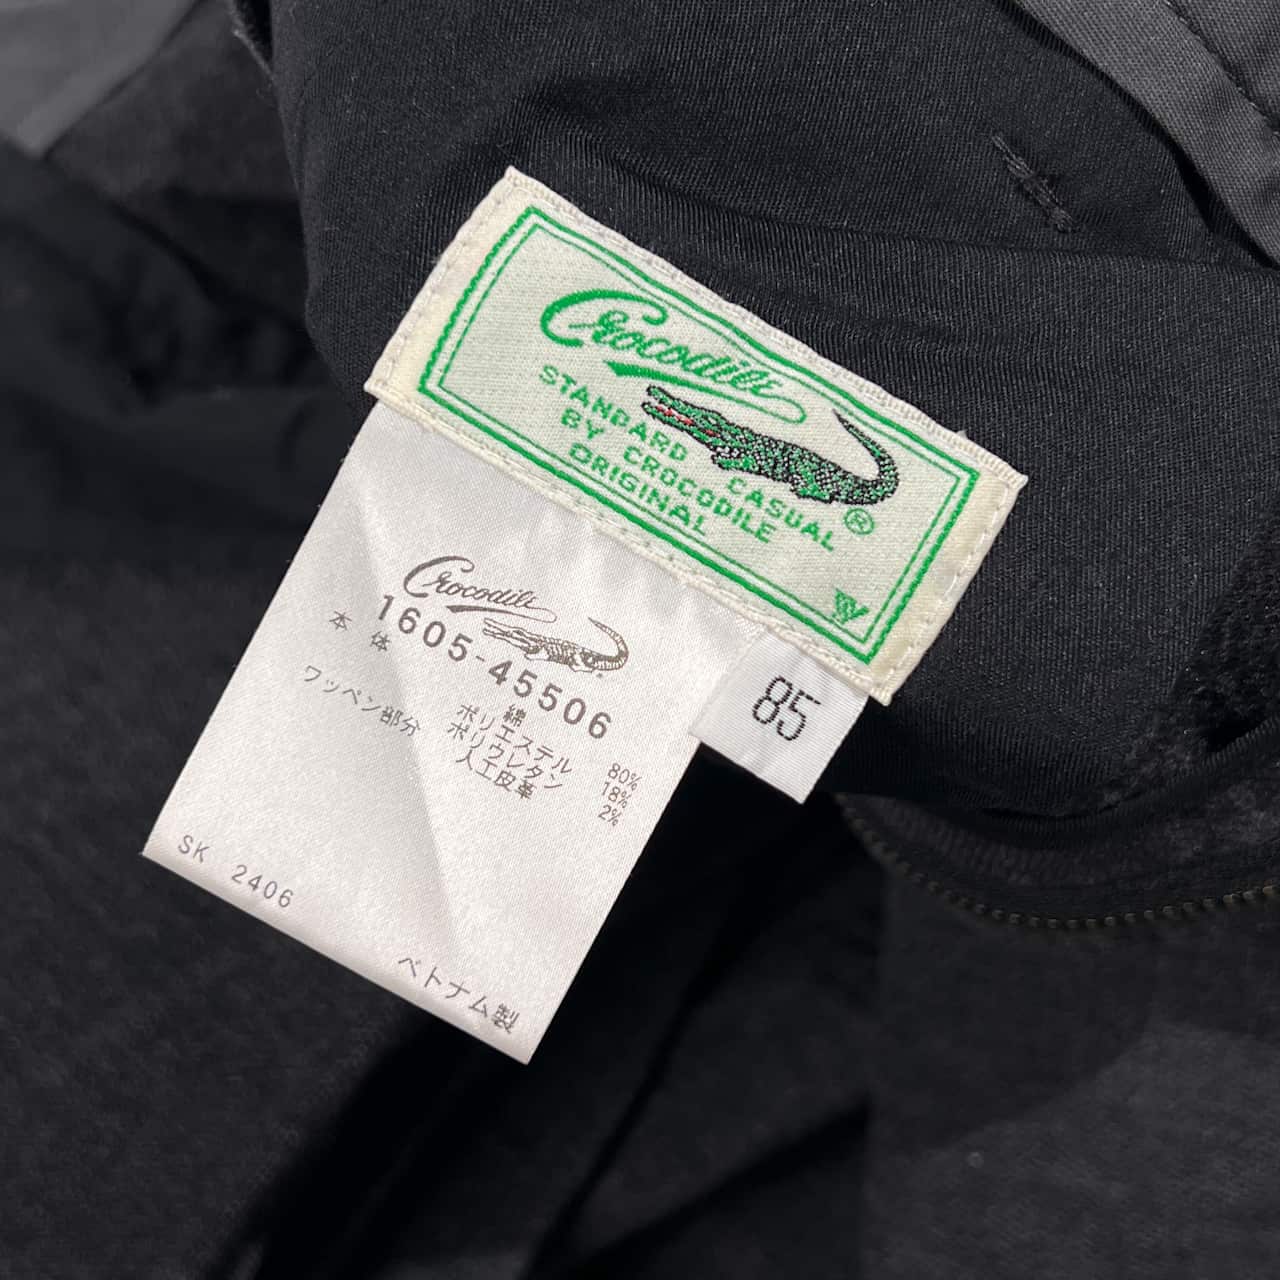 Crocodile
STANDARD CASUAL
BY CROCODILE
ORIGINAL
®
W
85
Crocodile
1605-45506
本体 綿 80%
ポリエステル 18%
ポリウレタン 2%
ワッペン部分 人工皮革
SK 2406
ベトナム製